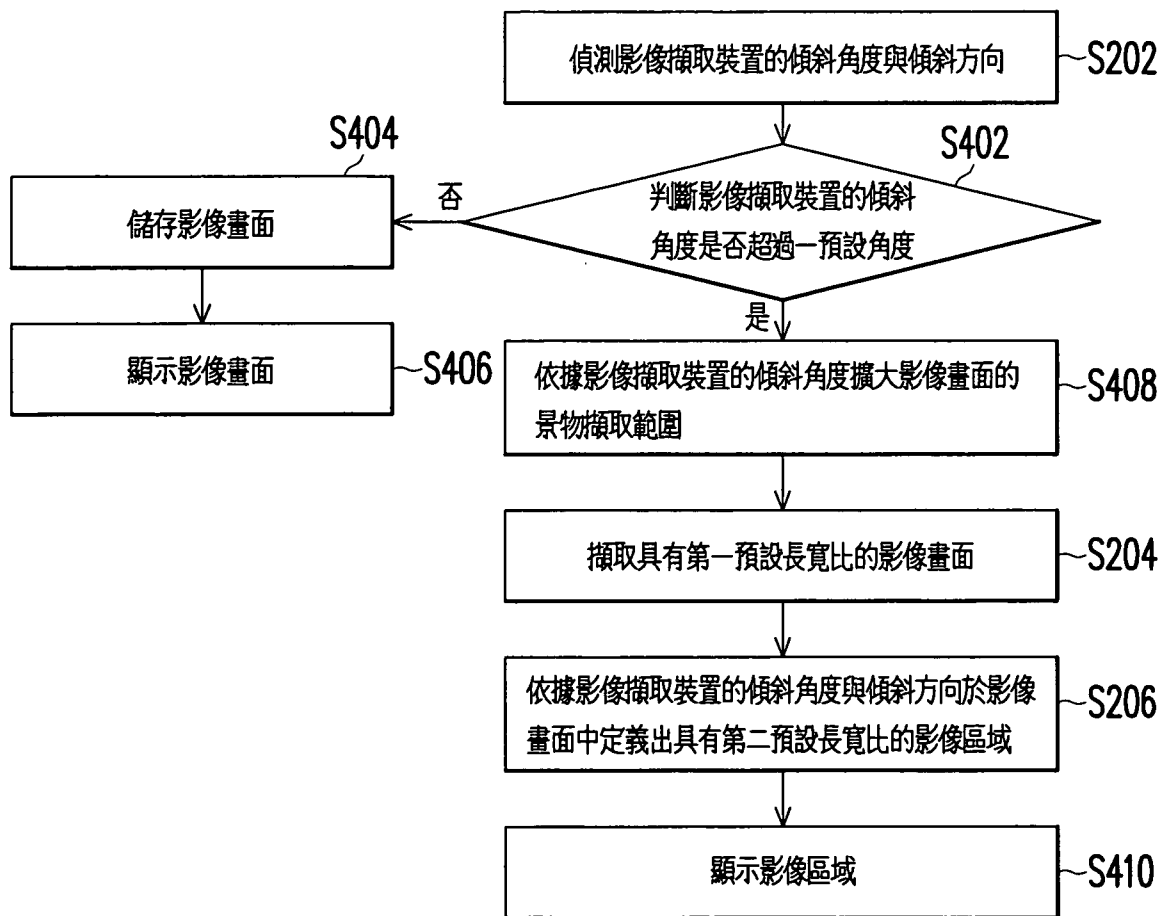 偵測影像擷取裝置的傾斜角度與傾斜方向
S202
S402
判斷影像擷取裝置的傾斜
角度是否超過一預設角度
否
S404
儲存影像畫面
顯示影像畫面
S406
是
依據影像擷取裝置的傾斜角度擴大影像畫面的
景物擷取範圍
S408
擷取具有第一預設長寬比的影像畫面
S204
依據影像擷取裝置的傾斜角度與傾斜方向於影像
畫面中定義出具有第二預設長寬比的影像區域
S206
顯示影像區域
S410